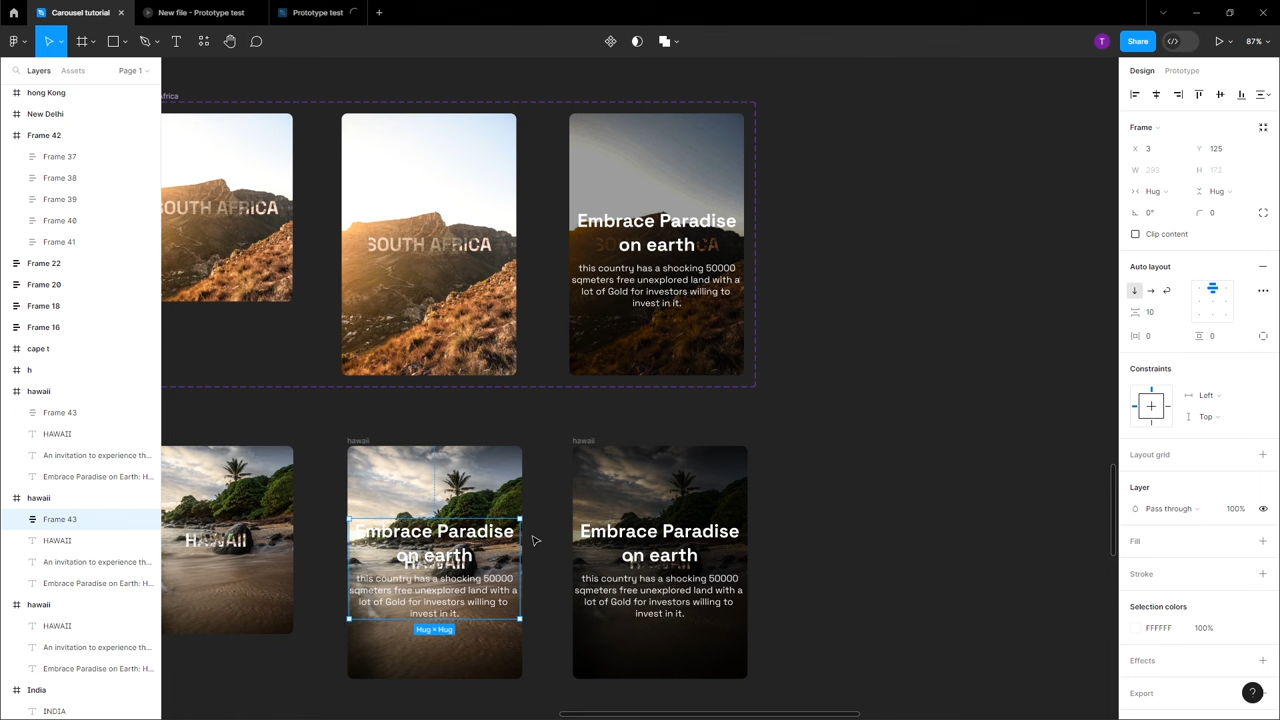 Carousel tutorial
New file - Prototype test
Prototype test
Share
T
87%
Layers
Assets
Page 1
hong Kong
New Delhi
Frame 42
Frame 37
Frame 38
Frame 39
Frame 40
Frame 41
Frame 22
Frame 20
Frame 18
Frame 16
cape t
h
hawaii
Frame 43
HAWAII
An invitation to experience th...
Embrace Paradise on Earth: H...
hawaii
Frame 43
HAWAII
An invitation to experience th...
Embrace Paradise on Earth: H...
hawaii
HAWAII
An invitation to experience th...
Embrace Paradise on Earth: H...
India
INDIA
Africa
SOUTH AFRICA
SOUTH AFRICA
Embrace Paradise
on earth
this country has a shocking 50000
sqmeters free unexplored land with a
lot of Gold for investors willing to
invest in it.
HAWAII
hawaii
Embrace Paradise
on earth
HAWAII
this country has a shocking 50000
sqmeters free unexplored land with a
lot of Gold for investors willing to
invest in it.
Hug × Hug
hawaii
Embrace Paradise
on earth
this country has a shocking 50000
sqmeters free unexplored land with a
lot of Gold for investors willing to
invest in it.
Design
Prototype
Frame
X 3
Y 125
W 293
H 172
Hug
Hug
0°
0
Clip content
Auto layout
10
0
0
Constraints
Left
Top
Layout grid
Layer
Pass through
100%
Fill
Stroke
Selection colors
FFFFFF
100%
Effects
Export
?